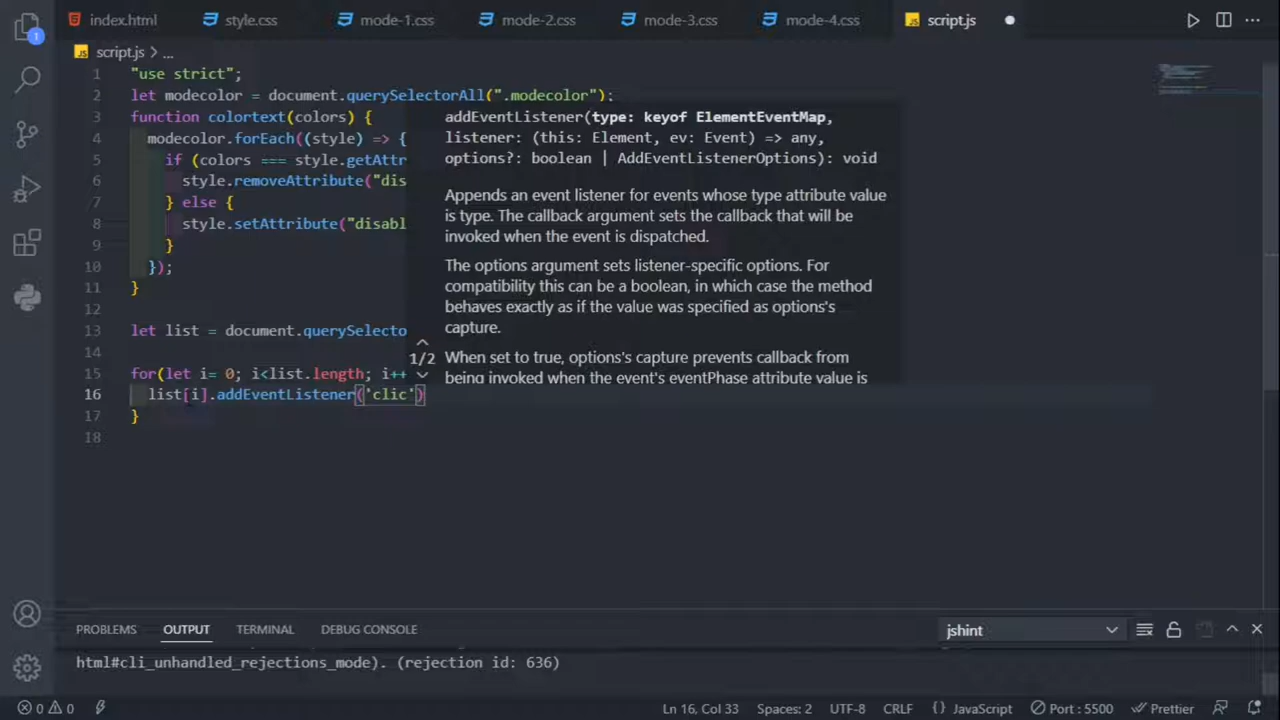 index.html style.css mode-1.css mode-2.css mode-3.css mode-4.css script.js
script.js > ...
1 "use strict";
2 let modecolor = document.querySelectorAll(".modecolor");
3 function colortext(colors) {
4 modecolor.forEach((style) => {
5 if (colors === style.getAttr
6 style.removeAttribute("dis
7 } else {
8 style.setAttribute("disabl
9 }
10 });
11 }
12
13 let list = document.querySelecto
14
15 for(let i= 0; i<list.length; i++
16 list[i].addEventListener('clic')
17 }
18
addEventListener(type: keyof ElementEventMap,
listener: (this: Element, ev: Event) => any,
options?: boolean | AddEventListenerOptions): void
Appends an event listener for events whose type attribute value
is type. The callback argument sets the callback that will be
invoked when the event is dispatched.
The options argument sets listener-specific options. For
compatibility this can be a boolean, in which case the method
behaves exactly as if the value was specified as options's
capture.
1/2
When set to true, options's capture prevents callback from
being invoked when the event's eventPhase attribute value is
1
PROBLEMS OUTPUT TERMINAL DEBUG CONSOLE jshint
html#cli_unhandled_rejections_mode). (rejection id: 636)
0 0 Ln 16, Col 33 Spaces: 2 UTF-8 CRLF {} JavaScript Port : 5500 Prettier